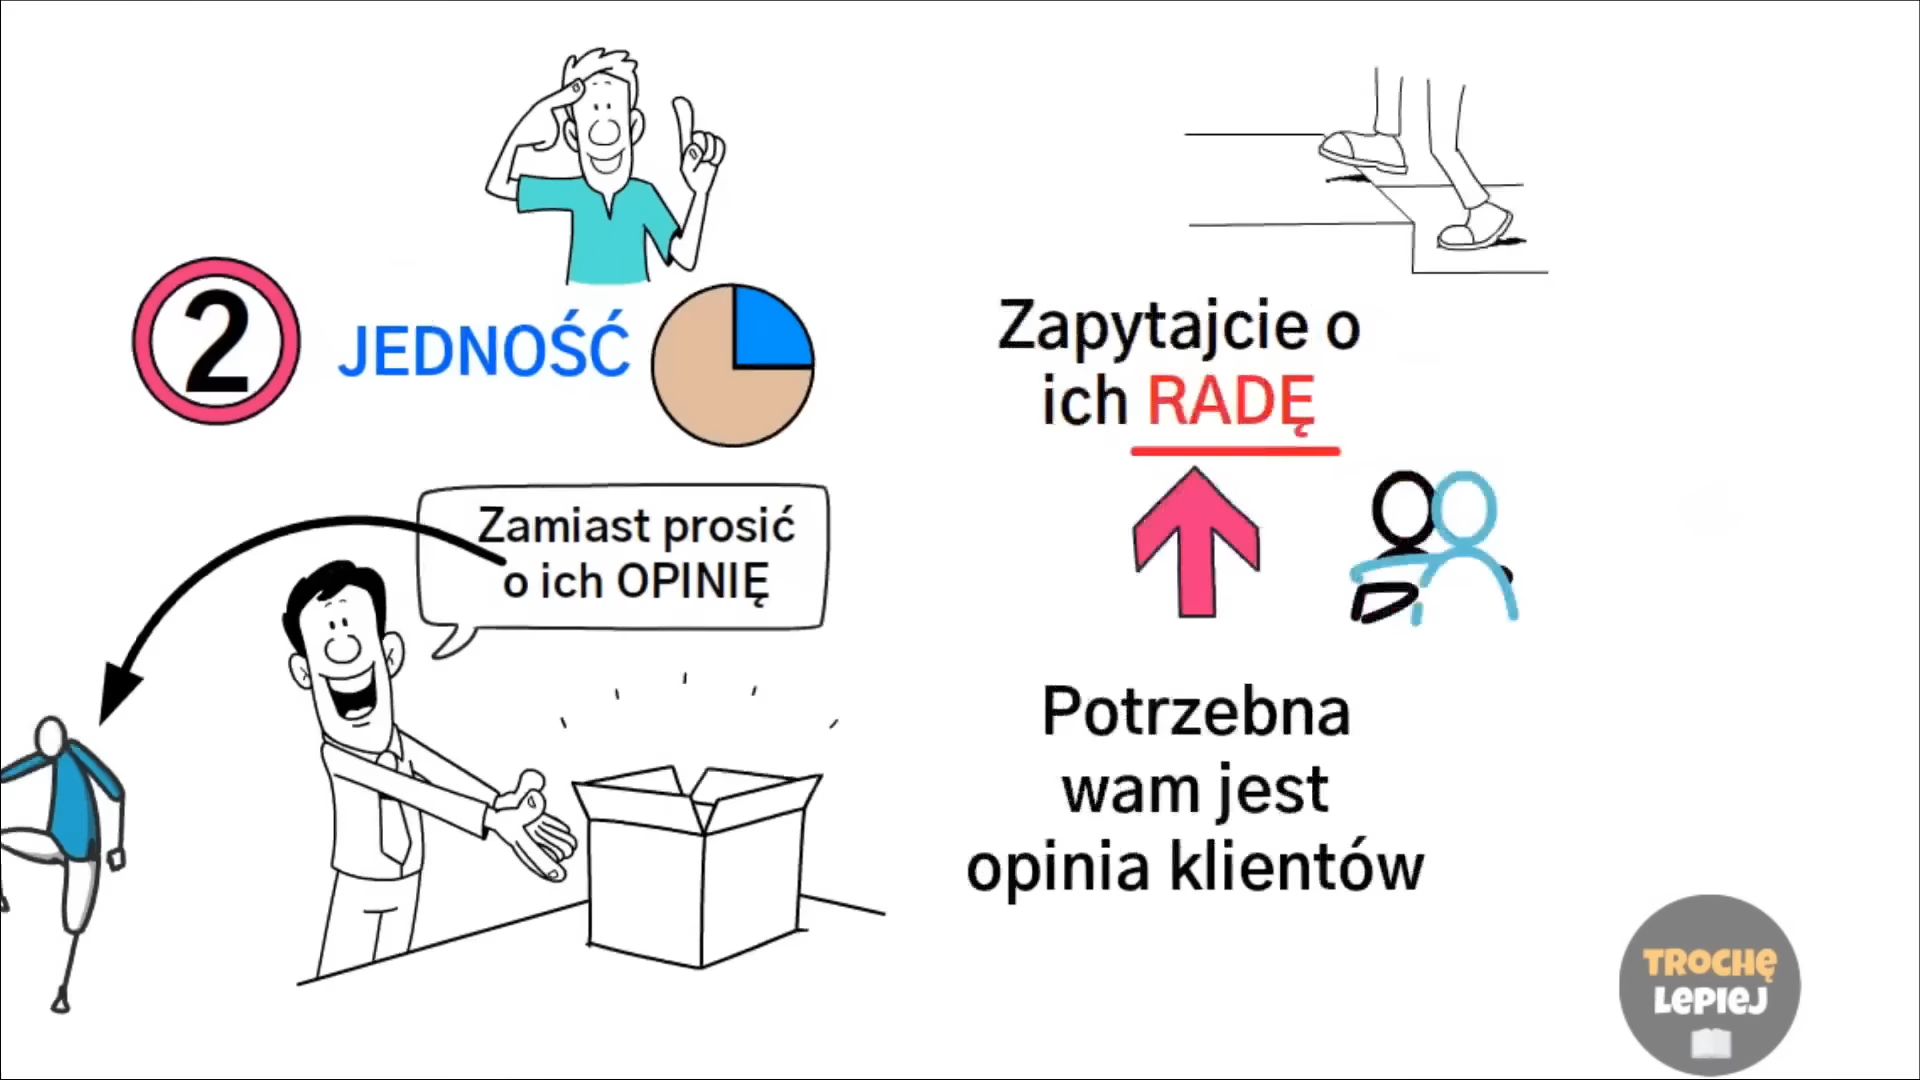 2
JEDNOŚĆ
Zamiast prosić
o ich OPINIĘ
Zapytajcie o
ich RADĘ
Potrzebna
wam jest
opinia klientów
TROCHĘ
LEPIEJ